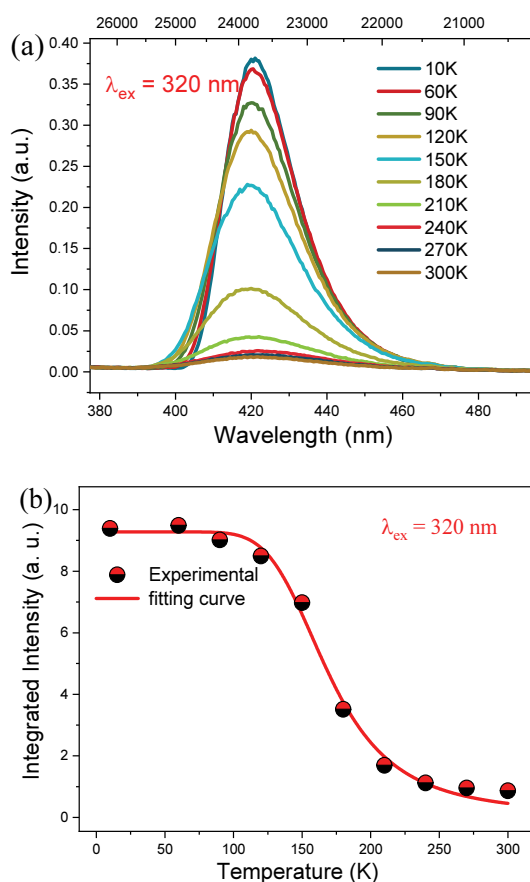 26000 25000 24000 23000 22000 21000
(a)
0.40
0.35
0.30
0.25
0.20
0.15
0.10
0.05
0.00
Intensity (a.u.)
λex = 320 nm
10K
60K
90K
120K
150K
180K
210K
240K
270K
300K
380 400 420 440 460 480
Wavelength (nm)
(b)
10
8
6
4
2
0
Integrated Intensity (a. u.)
λex = 320 nm
Experimental
fitting curve
0 50 100 150 200 250 300
Temperature (K)